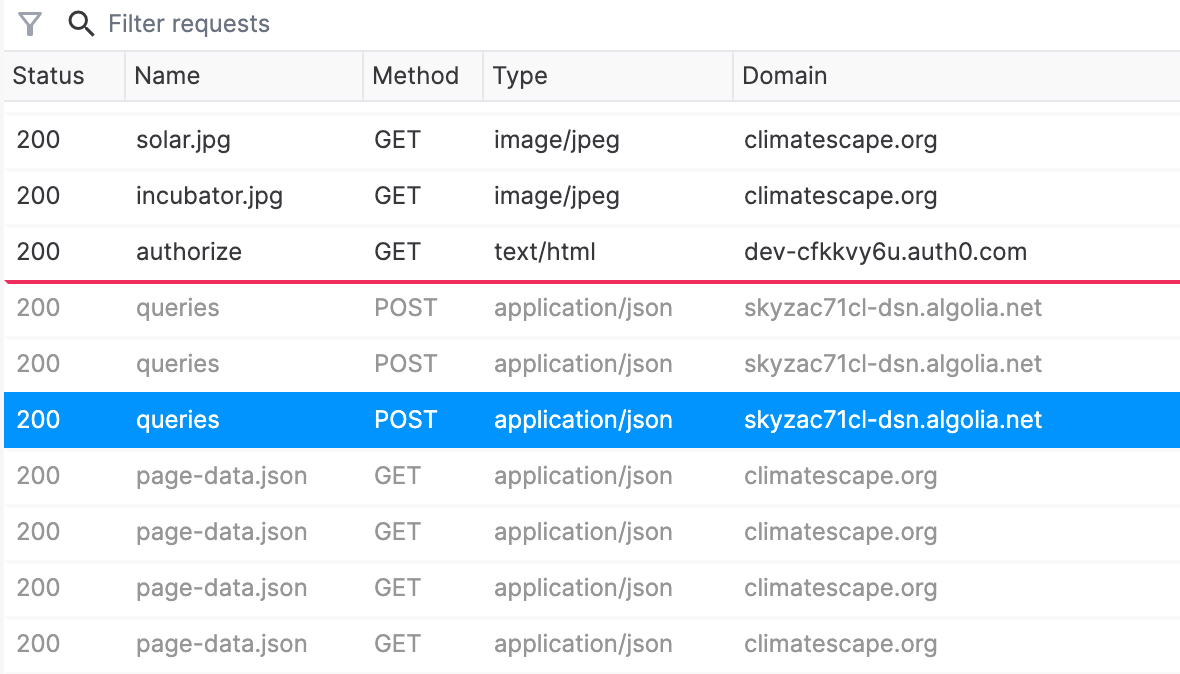 Filter requests
Status Name Method Type Domain
200 solar.jpg GET image/jpeg climatescape.org
200 incubator.jpg GET image/jpeg climatescape.org
200 authorize GET text/html dev-cfkkvy6u.auth0.com
200 queries POST application/json skyzac71cl-dsn.algolia.net
200 queries POST application/json skyzac71cl-dsn.algolia.net
200 queries POST application/json skyzac71cl-dsn.algolia.net
200 page-data.json GET application/json climatescape.org
200 page-data.json GET application/json climatescape.org
200 page-data.json GET application/json climatescape.org
200 page-data.json GET application/json climatescape.org